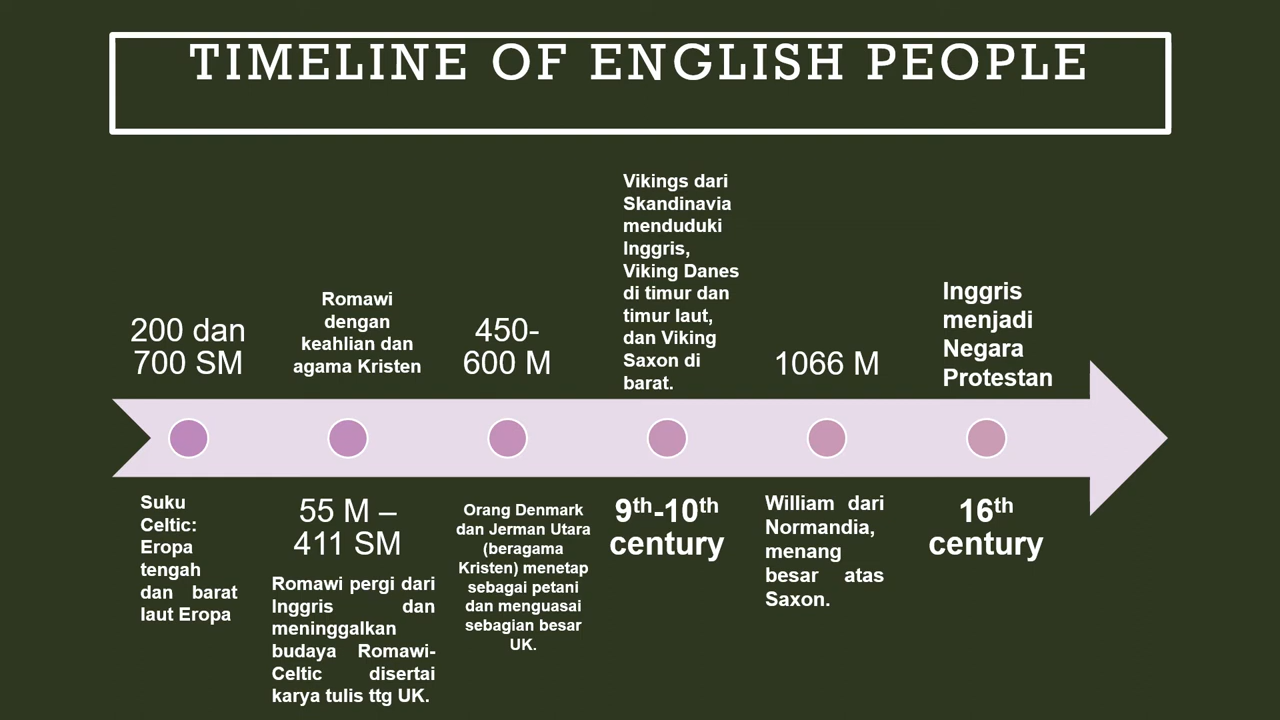 TIMELINE OF ENGLISH PEOPLE
200 dan
700 SM
Suku
Celtic:
Eropa
tengah
dan barat
laut Eropa
Romawi
dengan
keahlian dan
agama Kristen
55 M –
411 SM
Romawi pergi dari
Inggris dan
meninggalkan
budaya Romawi-
Celtic disertai
karya tulis ttg UK.
450-
600 M
Orang Denmark
dan Jerman Utara
(beragama
Kristen) menetap
sebagai petani
dan menguasai
sebagian besar
UK.
Vikings dari
Skandinavia
menduduki
Inggris,
Viking Danes
di timur dan
timur laut,
dan Viking
Saxon di
barat.
9th-10th
century
1066 M
William dari
Normandia,
menang
besar atas
Saxon.
Inggris
menjadi
Negara
Protestan
16th
century